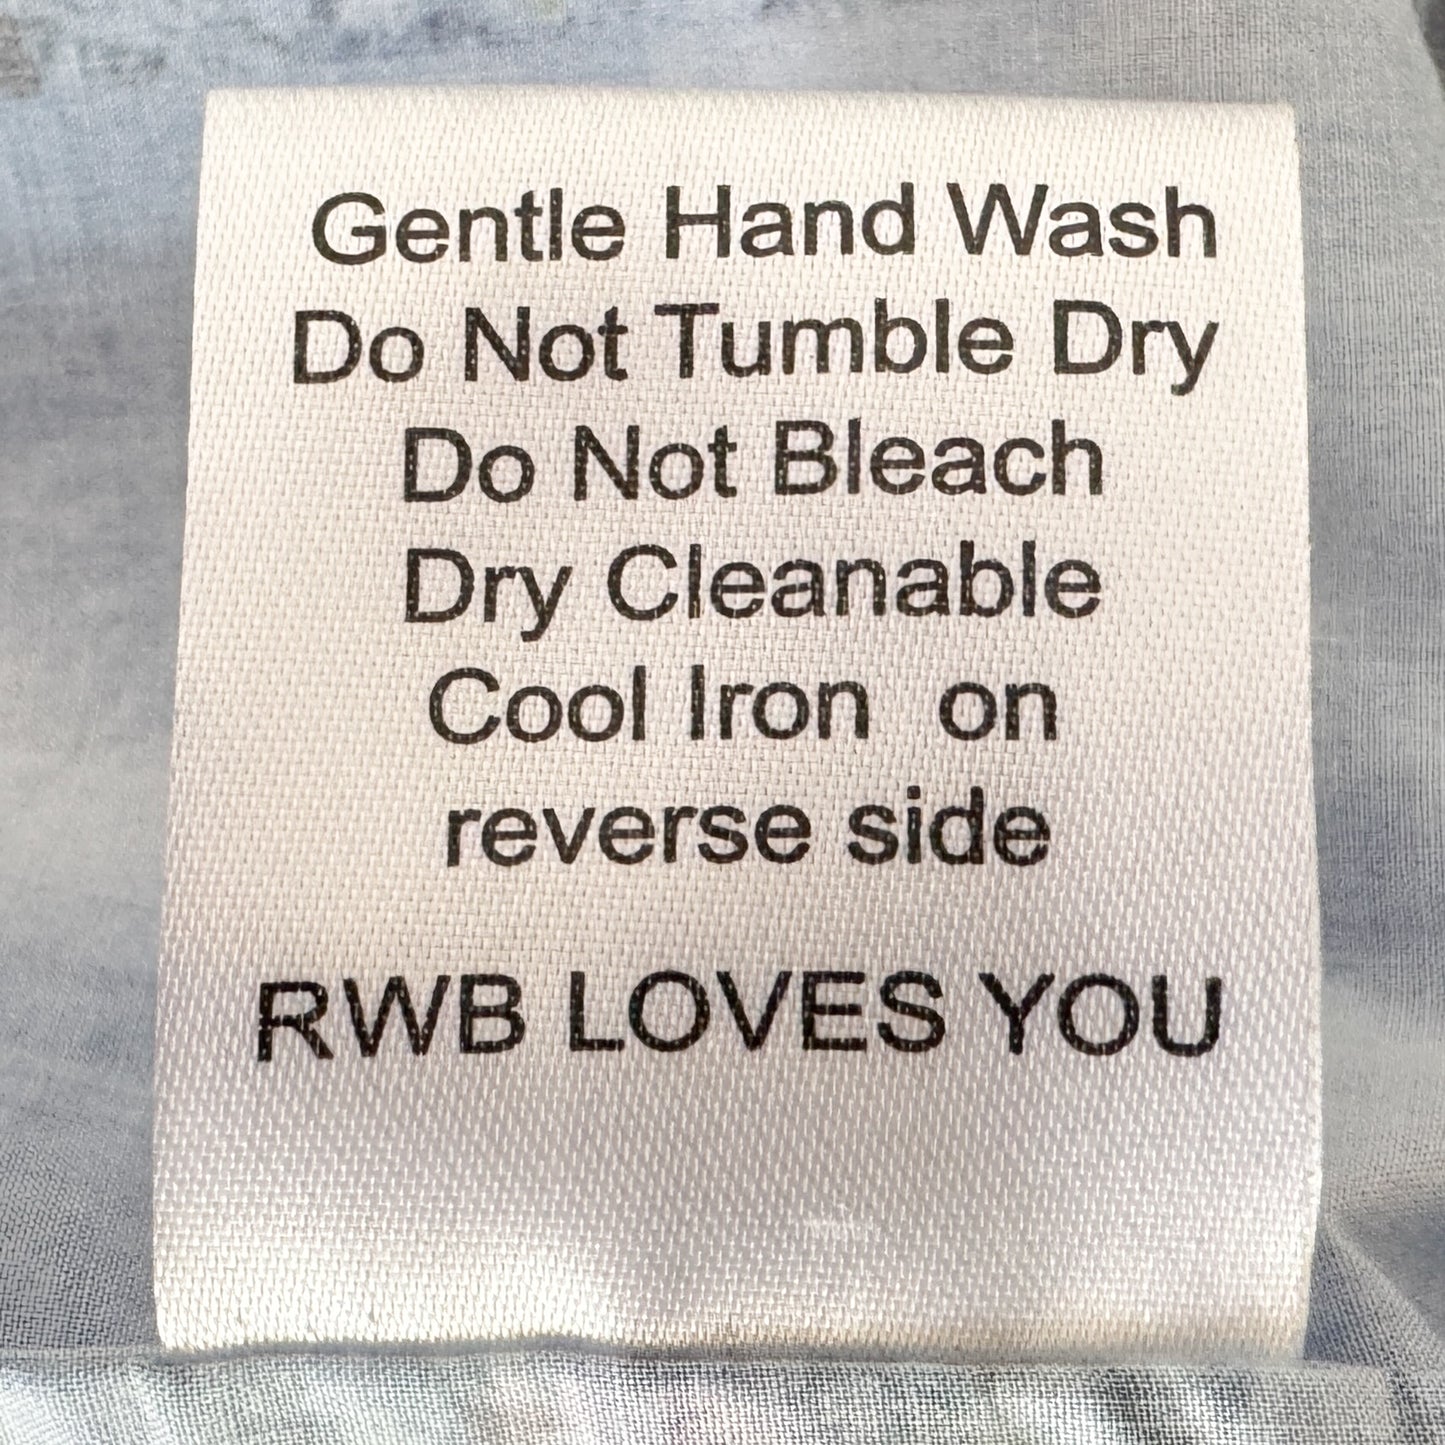 Gentle Hand Wash
Do Not Tumble Dry
Do Not Bleach
Dry Cleanable
Cool Iron  on
reverse side
RWB LOVES YOU